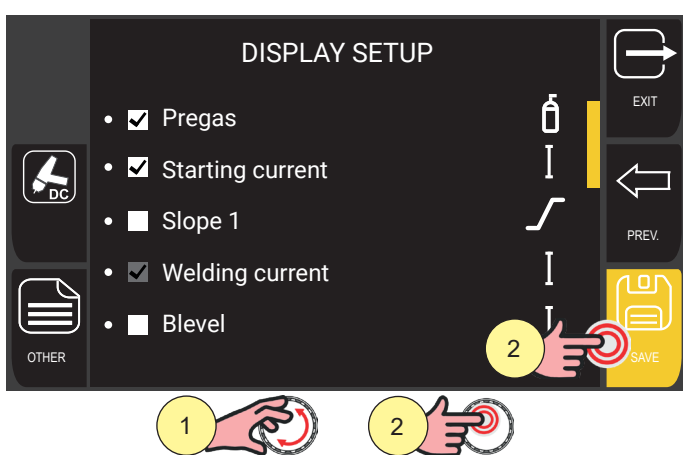 DISPLAY SETUP
EXIT
Pregas
Starting current
DC
Slope 1
PREV.
Welding current
Blevel
OTHER
2
SAVE
1
2